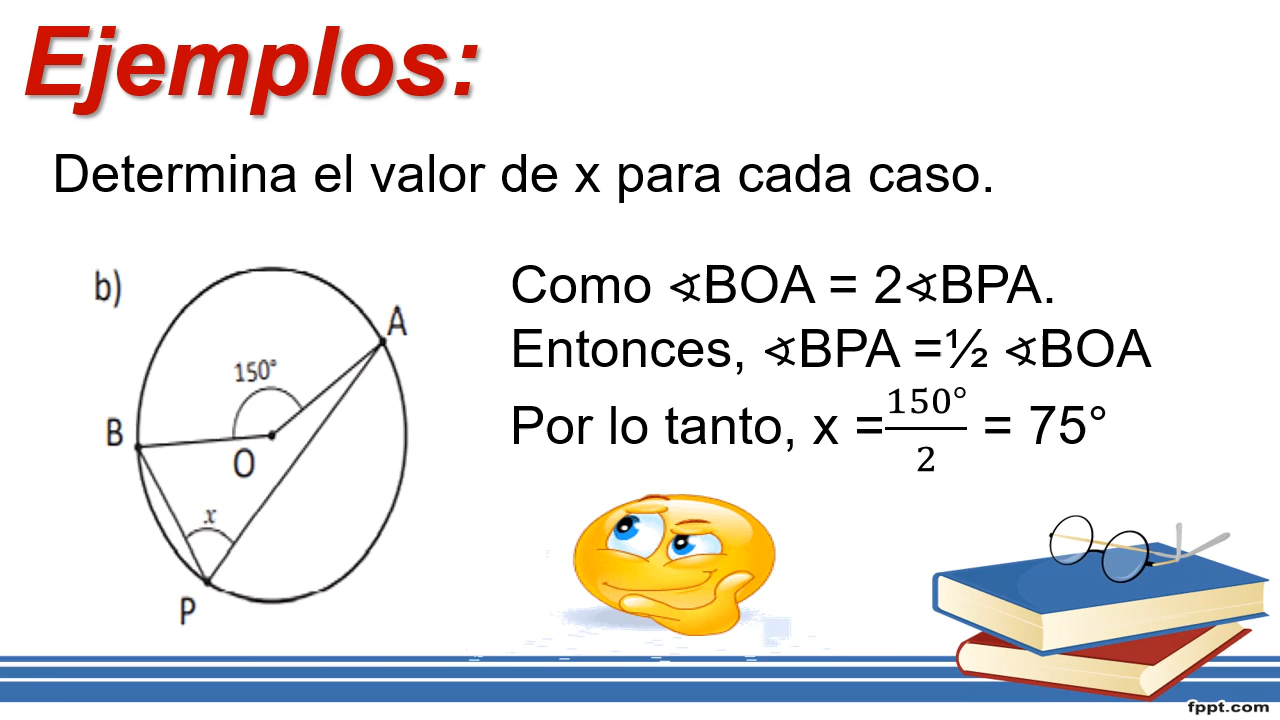 Ejemplos:
Determina el valor de x para cada caso.
b)
A
150°
B
O
x
P
Como ∢BOA = 2∢BPA.
Entonces, ∢BPA =½ ∢BOA
Por lo tanto, x =150°/2 = 75°
fppt.com